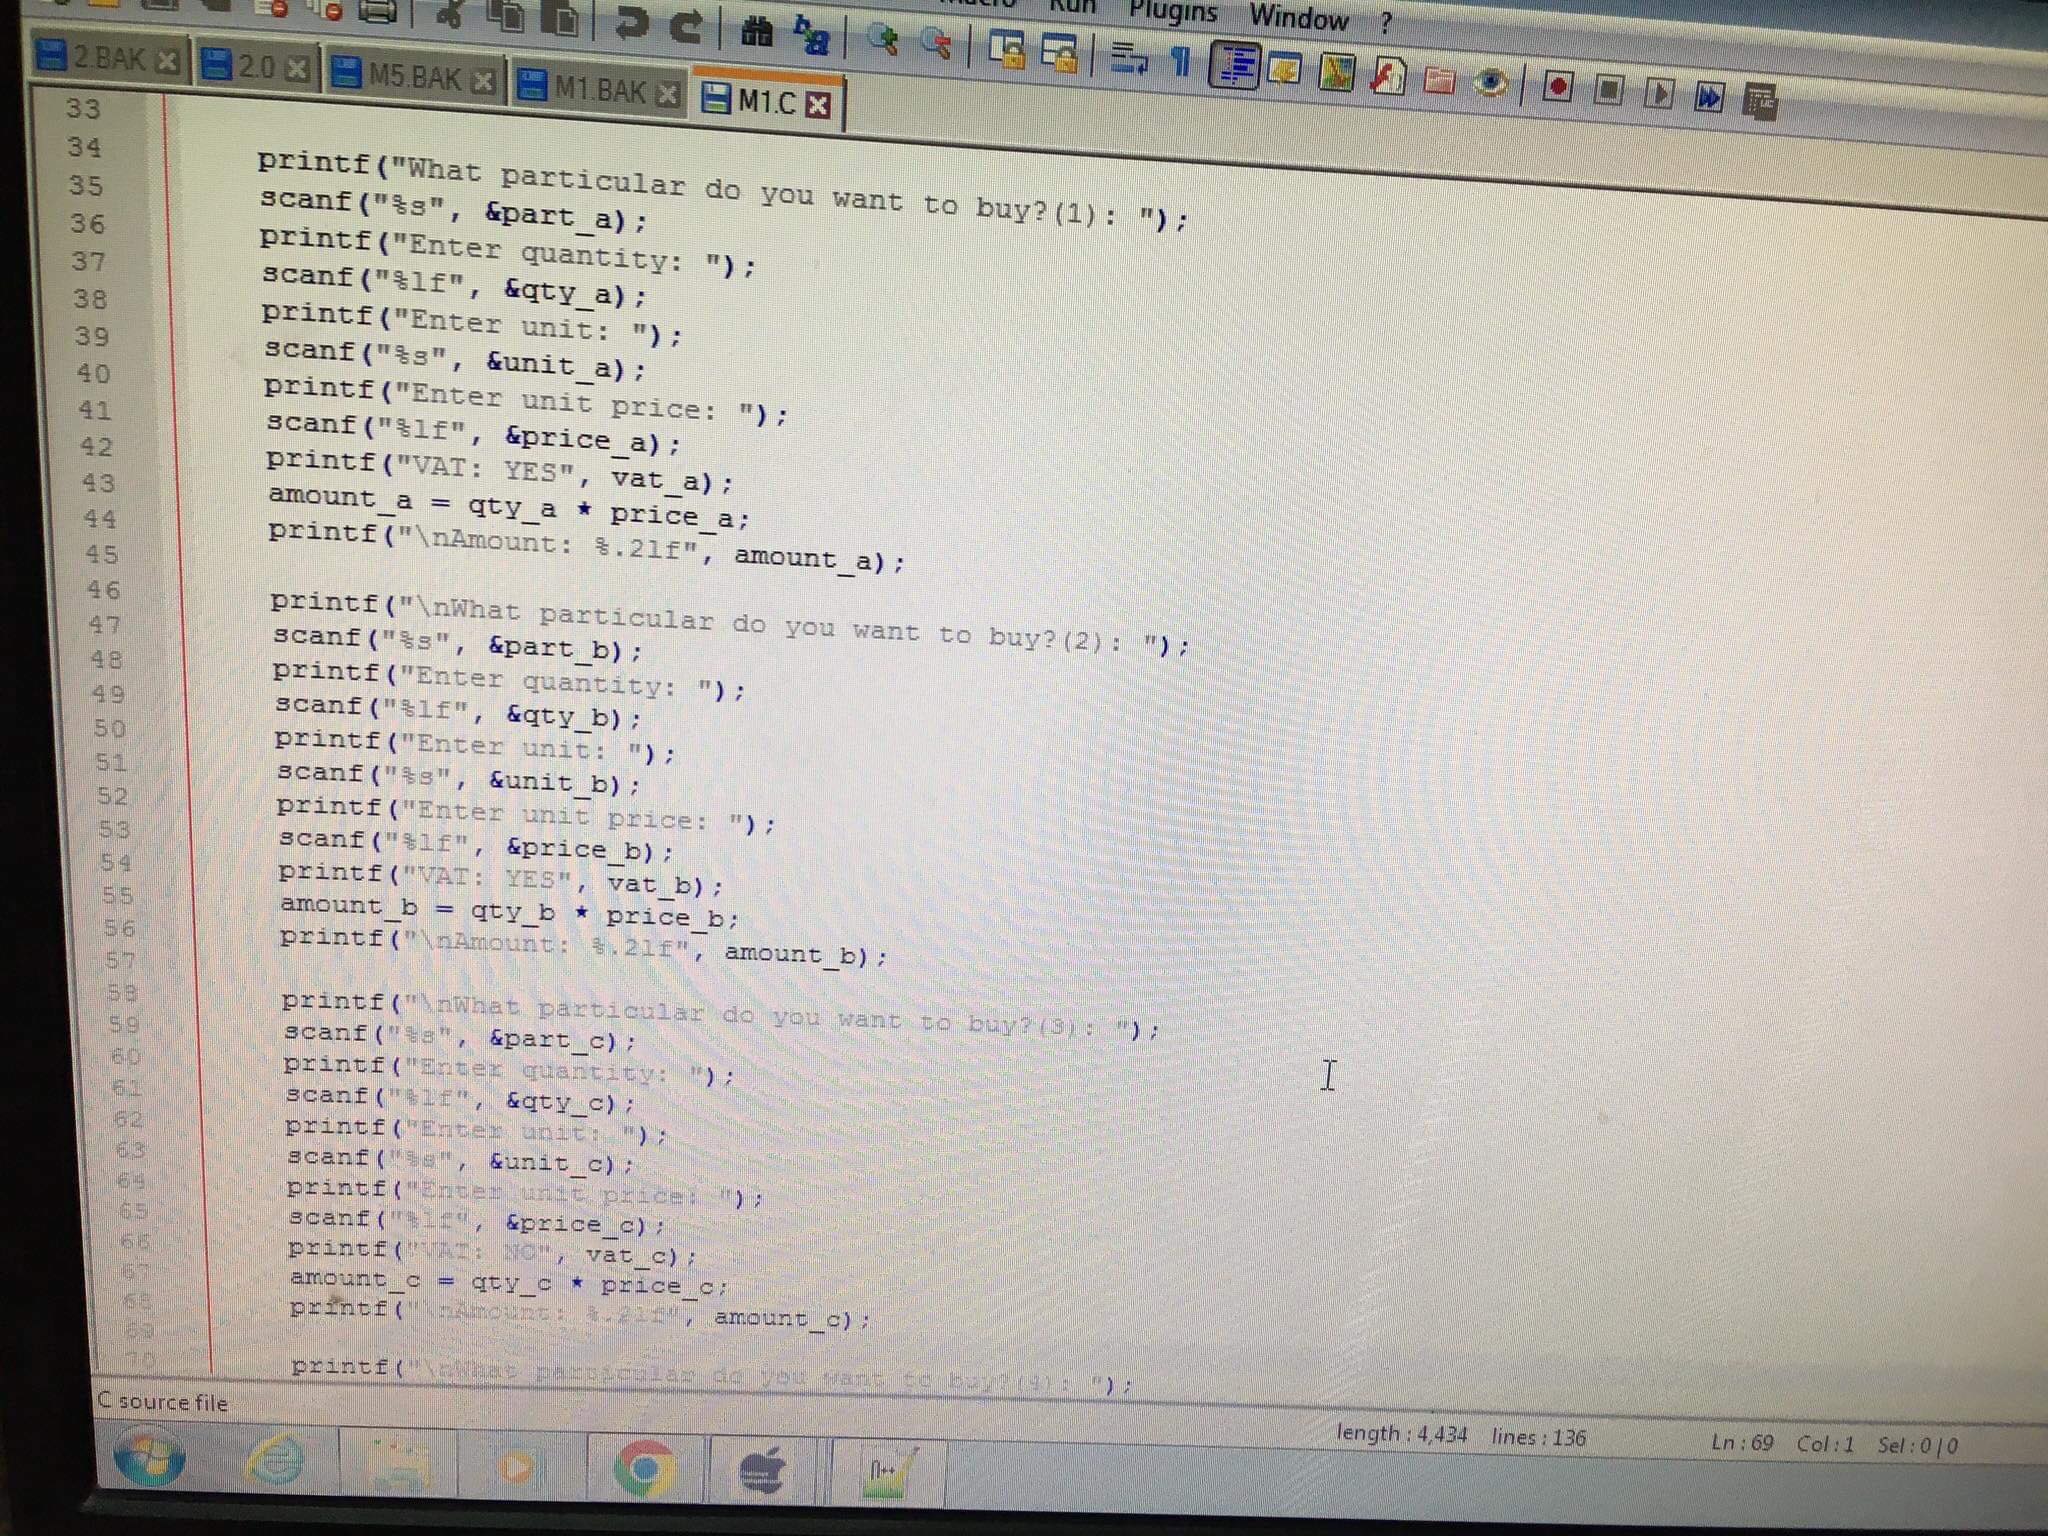 Run Plugins Window ?
2.BAK 2.0 M5.BAK M1.BAK M1.C
33
34 printf("What particular do you want to buy?(1): ");
35 scanf("%s", &part_a);
36 printf("Enter quantity: ");
37 scanf("%lf", &qty_a);
38 printf("Enter unit: ");
39 scanf("%s", &unit_a);
40 printf("Enter unit price: ");
41 scanf("%lf", &price_a);
42 printf("VAT: YES", vat_a);
43 amount_a = qty_a * price_a;
44 printf("\nAmount: %.2lf", amount_a);
45
46 printf("\nWhat particular do you want to buy?(2): ");
47 scanf("%s", &part_b);
48 printf("Enter quantity: ");
49 scanf("%lf", &qty_b);
50 printf("Enter unit: ");
51 scanf("%s", &unit_b);
52 printf("Enter unit price: ");
53 scanf("%lf", &price_b);
54 printf("VAT: YES", vat_b);
55 amount_b = qty_b * price_b;
56 printf("\nAmount: %.2lf", amount_b);
57
58 printf("\nWhat particular do you want to buy?(3): ");
59 scanf("%s", &part_c);
60 printf("Enter quantity: ");
61 scanf("%lf", &qty_c);
62 printf("Enter unit: ");
63 scanf("%s", &unit_c);
64 printf("Enter unit price: ");
65 scanf("%lf", &price_c);
66 printf("VAT: NO", vat_c);
67 amount_c = qty_c * price_c;
68 printf("\nAmount: %.2lf", amount_c);
69
70 printf("\nWhat particular do you want to buy?(4): ");
C source file length : 4,434 lines : 136 Ln : 69 Col : 1 Sel : 0 | 0